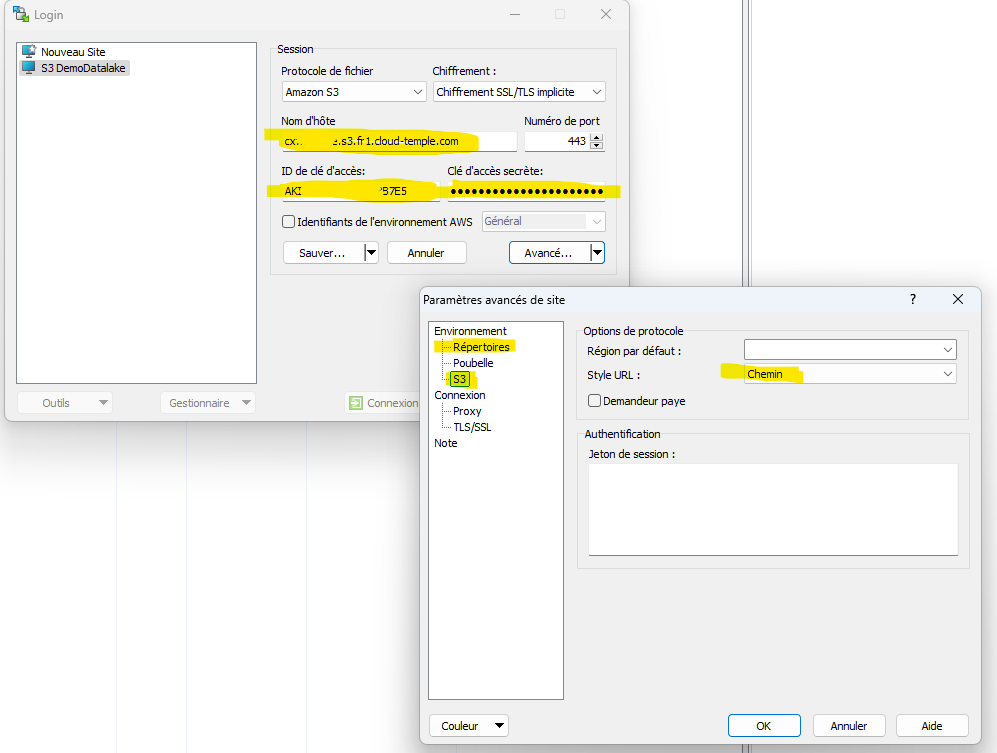 Login
Nouveau Site
S3 DemoDatalake
Session
Protocole de fichier
Chiffrement :
Amazon S3
Chiffrement SSL/TLS implicite
Nom d'hôte
Numéro de port
.s3.fr1.cloud-temple.com
443
ID de clé d'accès:
Clé d'accès secrète:
AKI
B7E5
●●●●●●●●●●●●●●●●●●●●●●
Identifiants de l'environnement AWS
Général
Sauver...
Annuler
Avancé...
Outils
Gestionnaire
Connexion
Paramètres avancés de site
?
Environnement
Répertoires
Poubelle
S3
Connexion
Proxy
TLS/SSL
Note
Options de protocole
Région par défaut :
Style URL :
Chemin
Demandeur paye
Authentification
Jeton de session :
Couleur
OK
Annuler
Aide